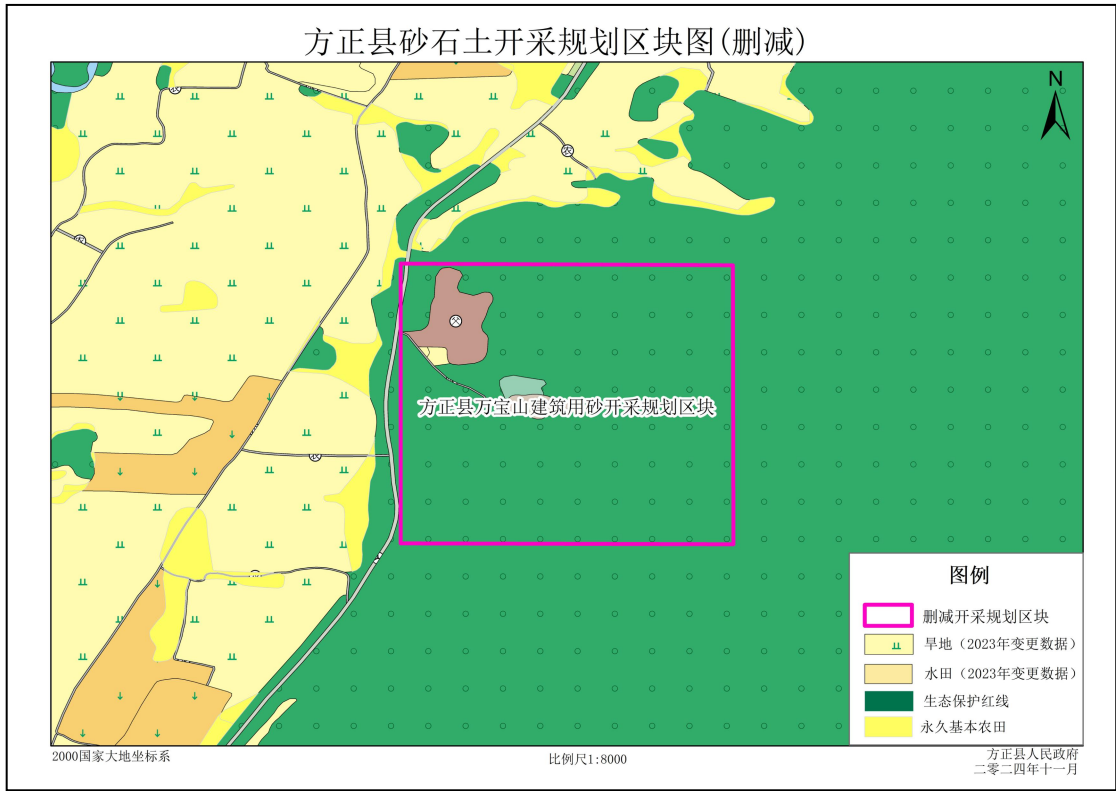 方正县砂石土开采规划区块图(删减)
N
方正县万宝山建筑用砂开采规划区块
图例
删减开采规划区块
旱地（2023年变更数据）
水田（2023年变更数据）
生态保护红线
永久基本农田
2000国家大地坐标系
比例尺1:8000
方正县人民政府
二零二四年十一月